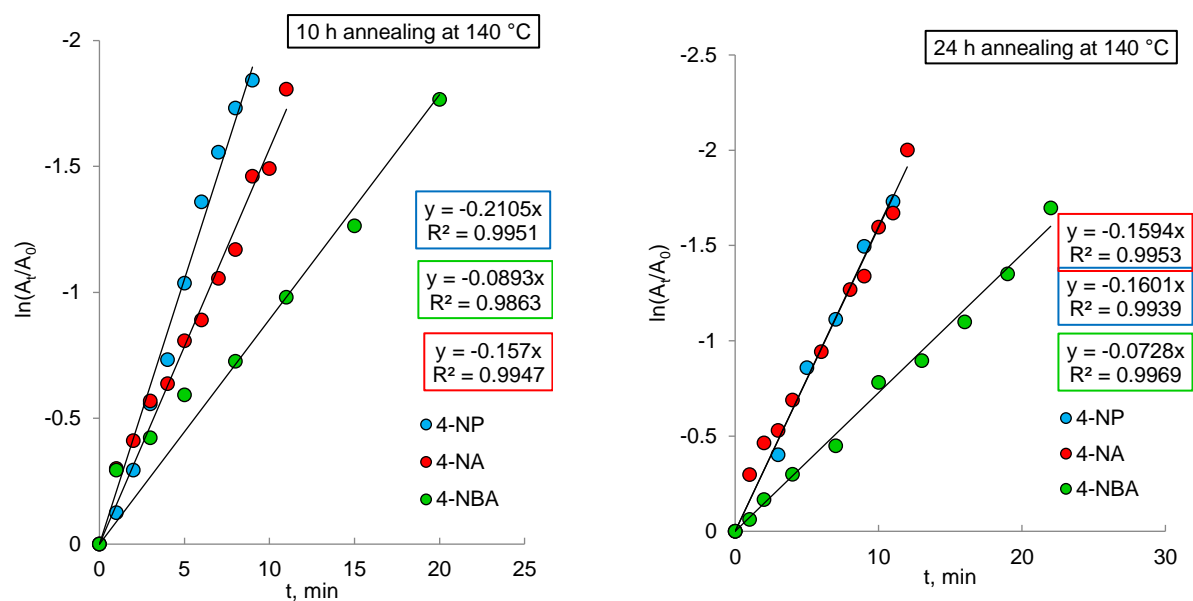 10 h annealing at 140 °C
ln(Aₜ/A₀)
-2
-1.5
-1
-0.5
0
0 5 10 15 20 25
t, min
y = -0.2105x
R² = 0.9951
y = -0.0893x
R² = 0.9863
y = -0.157x
R² = 0.9947
4-NP
4-NA
4-NBA
24 h annealing at 140 °C
ln(Aₜ/A₀)
-2.5
-2
-1.5
-1
-0.5
0
0 10 20 30
t, min
y = -0.1594x
R² = 0.9953
y = -0.1601x
R² = 0.9939
y = -0.0728x
R² = 0.9969
4-NP
4-NA
4-NBA